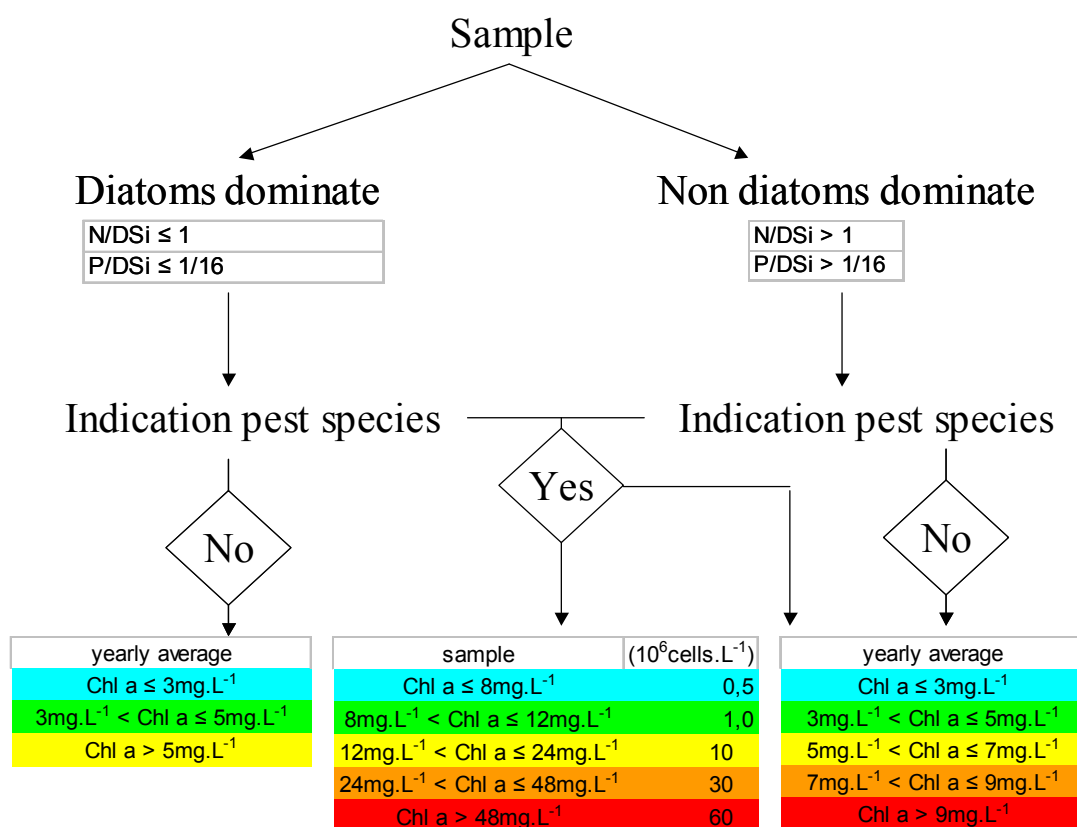 Sample
Diatoms dominate
N/DSi ≤ 1
P/DSi ≤ 1/16
Non diatoms dominate
N/DSi > 1
P/DSi > 1/16
Indication pest species
Indication pest species
Yes
No
No
yearly average
Chl a ≤ 3mg.L⁻¹
3mg.L⁻¹ < Chl a ≤ 5mg.L⁻¹
Chl a > 5mg.L⁻¹
sample (10⁶cells.L⁻¹)
Chl a ≤ 8mg.L⁻¹ 0,5
8mg.L⁻¹ < Chl a ≤ 12mg.L⁻¹ 1,0
12mg.L⁻¹ < Chl a ≤ 24mg.L⁻¹ 10
24mg.L⁻¹ < Chl a ≤ 48mg.L⁻¹ 30
Chl a > 48mg.L⁻¹ 60
yearly average
Chl a ≤ 3mg.L⁻¹
3mg.L⁻¹ < Chl a ≤ 5mg.L⁻¹
5mg.L⁻¹ < Chl a ≤ 7mg.L⁻¹
7mg.L⁻¹ < Chl a ≤ 9mg.L⁻¹
Chl a > 9mg.L⁻¹